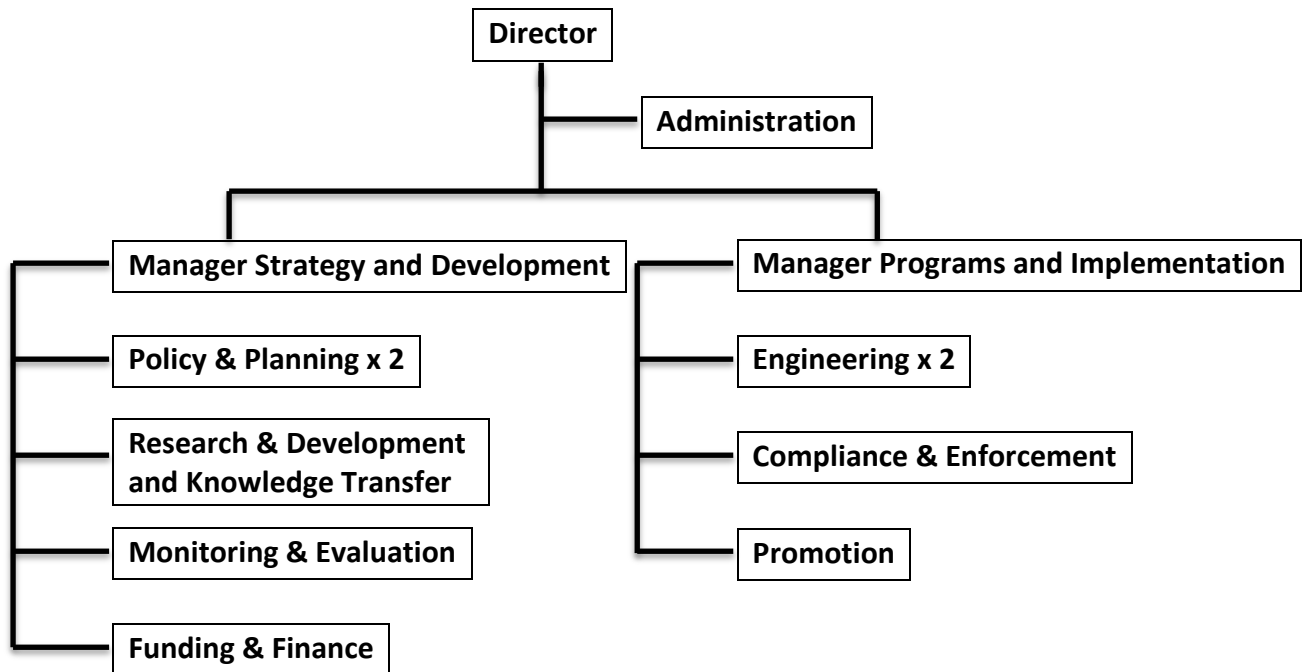 Director
Administration
Manager Strategy and Development
Policy & Planning x 2
Research & Development
and Knowledge Transfer
Monitoring & Evaluation
Funding & Finance
Manager Programs and Implementation
Engineering x 2
Compliance & Enforcement
Promotion